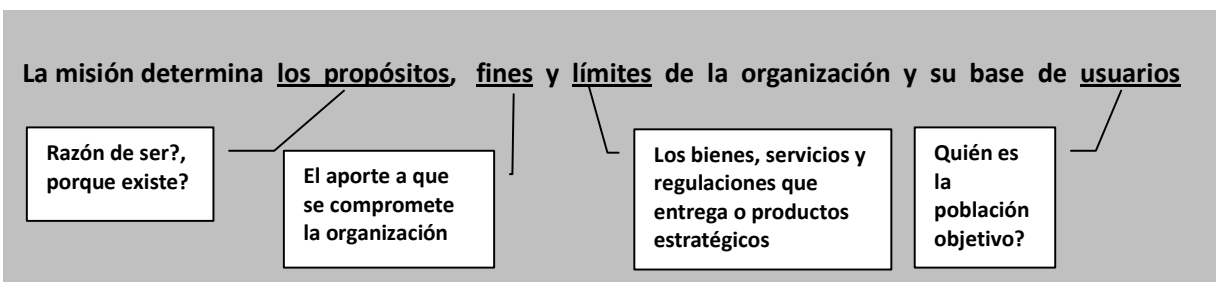 La misión determina los propósitos, fines y límites de la organización y su base de usuarios
Razón de ser?,
porque existe?
El aporte a que
se compromete
la organización
Los bienes, servicios y
regulaciones que
entrega o productos
estratégicos
Quién es
la
población
objetivo?